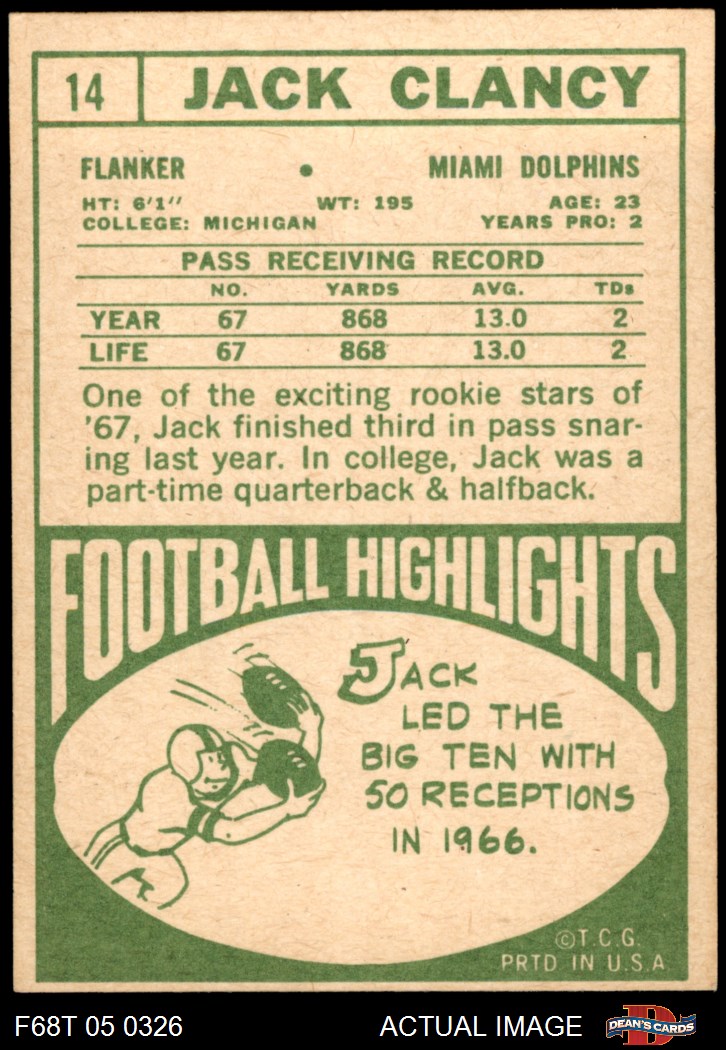 14 JACK CLANCY
FLANKER • MIAMI DOLPHINS
HT: 6'1" WT: 195 AGE: 23
COLLEGE: MICHIGAN YEARS PRO: 2
PASS RECEIVING RECORD
NO. YARDS AVG. TDs
YEAR 67 868 13.0 2
LIFE 67 868 13.0 2
One of the exciting rookie stars of
'67, Jack finished third in pass snar-
ing last year. In college, Jack was a
part-time quarterback & halfback.
FOOTBALL HIGHLIGHTS
JACK
LED THE
BIG TEN WITH
50 RECEPTIONS
IN 1966.
©T.C.G.
PRTD IN U.S.A
F68T 05 0326 ACTUAL IMAGE D DEAN'S CARDS